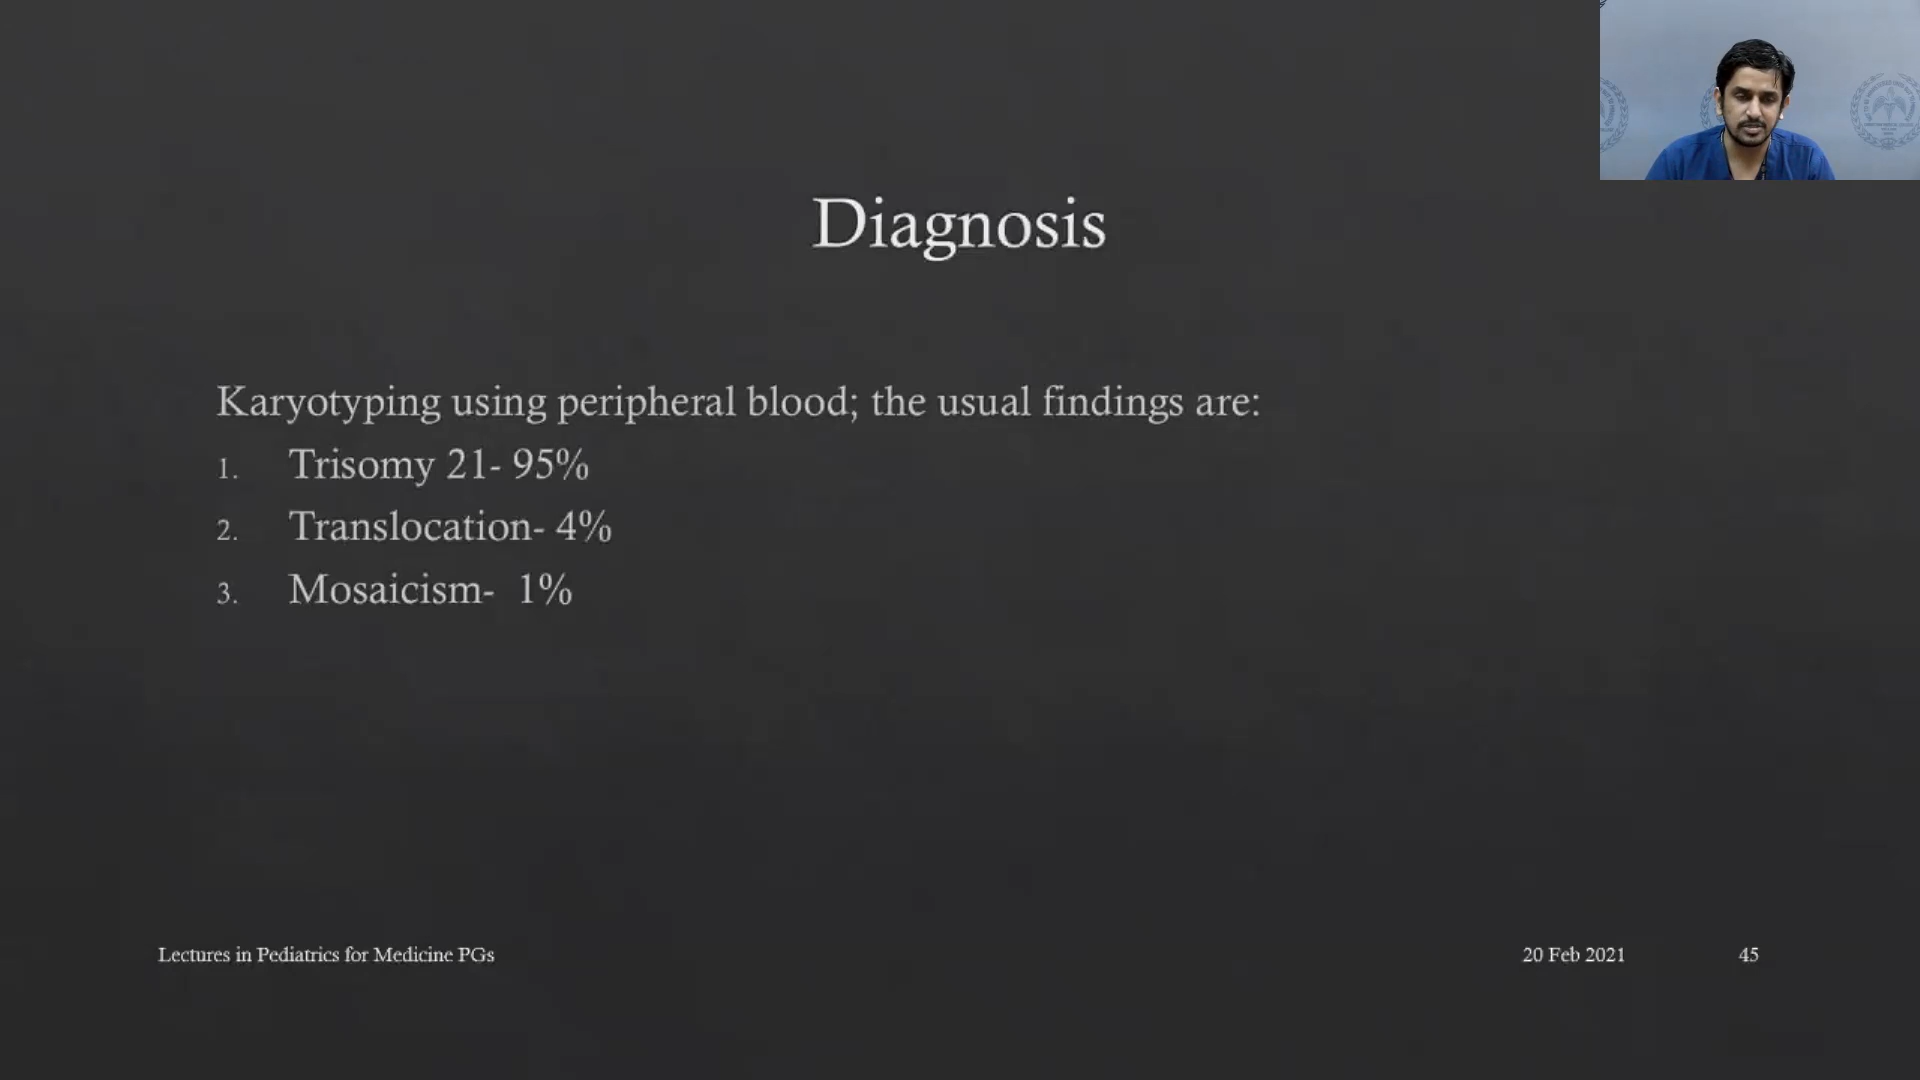 Diagnosis
Karyotyping using peripheral blood; the usual findings are:
1. Trisomy 21- 95%
2. Translocation- 4%
3. Mosaicism- 1%
Lectures in Pediatrics for Medicine PGs
20 Feb 2021
45